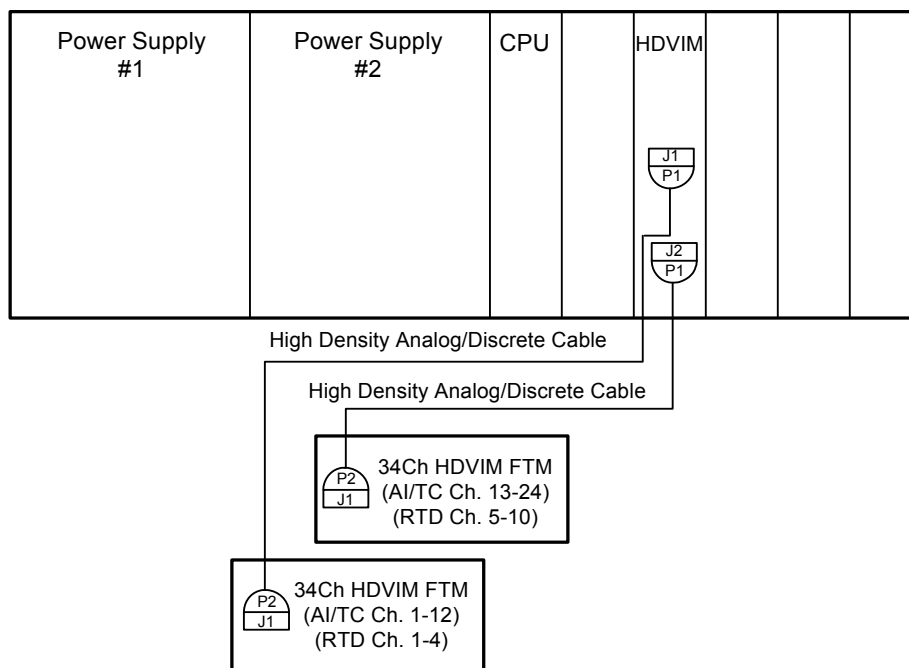 Power Supply
#1
Power Supply
#2
CPU
HDVIM
J1
P1
J2
P1
High Density Analog/Discrete Cable
High Density Analog/Discrete Cable
P2
J1
34Ch HDVIM FTM
(AI/TC Ch. 13-24)
(RTD Ch. 5-10)
P2
J1
34Ch HDVIM FTM
(AI/TC Ch. 1-12)
(RTD Ch. 1-4)